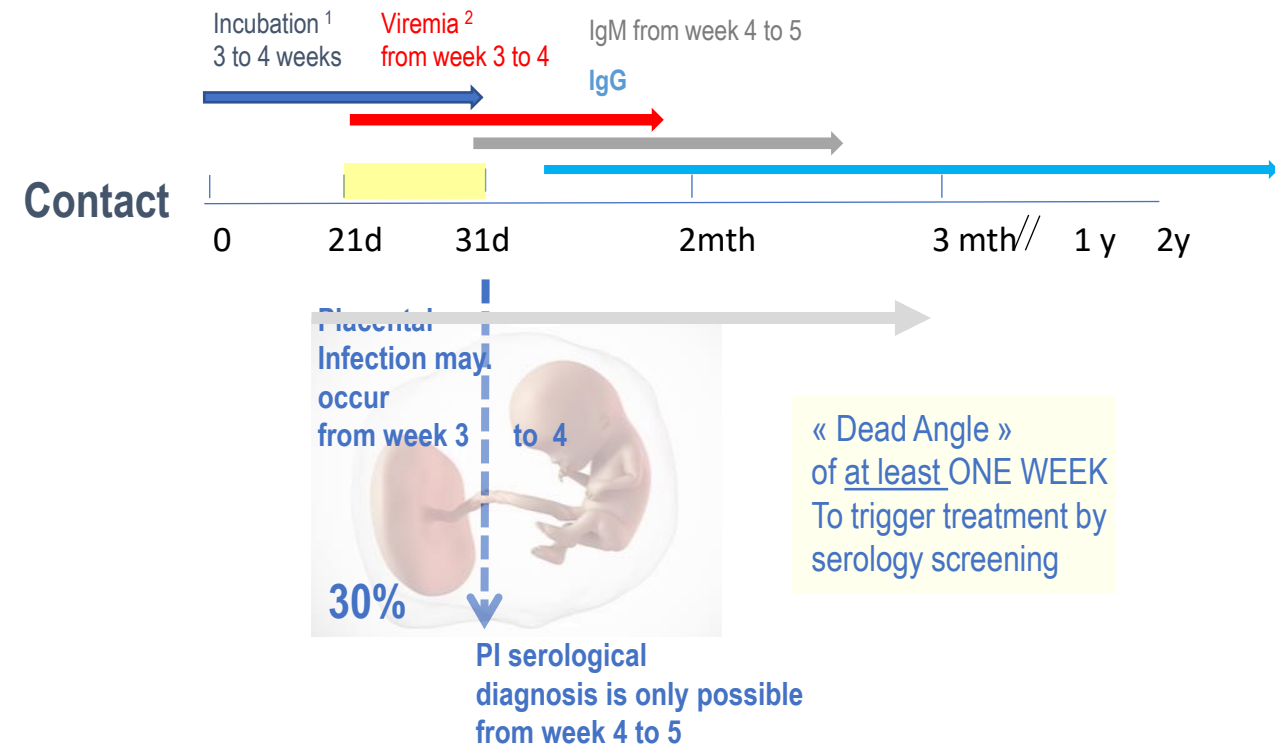 Incubation 1
3 to 4 weeks
Viremia 2
from week 3 to 4
IgM from week 4 to 5
IgG
Contact
0 21d 31d 2mth 3 mth// 1 y 2y
Placental
Infection may.
occur
from week 3 to 4
30%
« Dead Angle »
of at least ONE WEEK
To trigger treatment by
serology screening
PI serological
diagnosis is only possible
from week 4 to 5